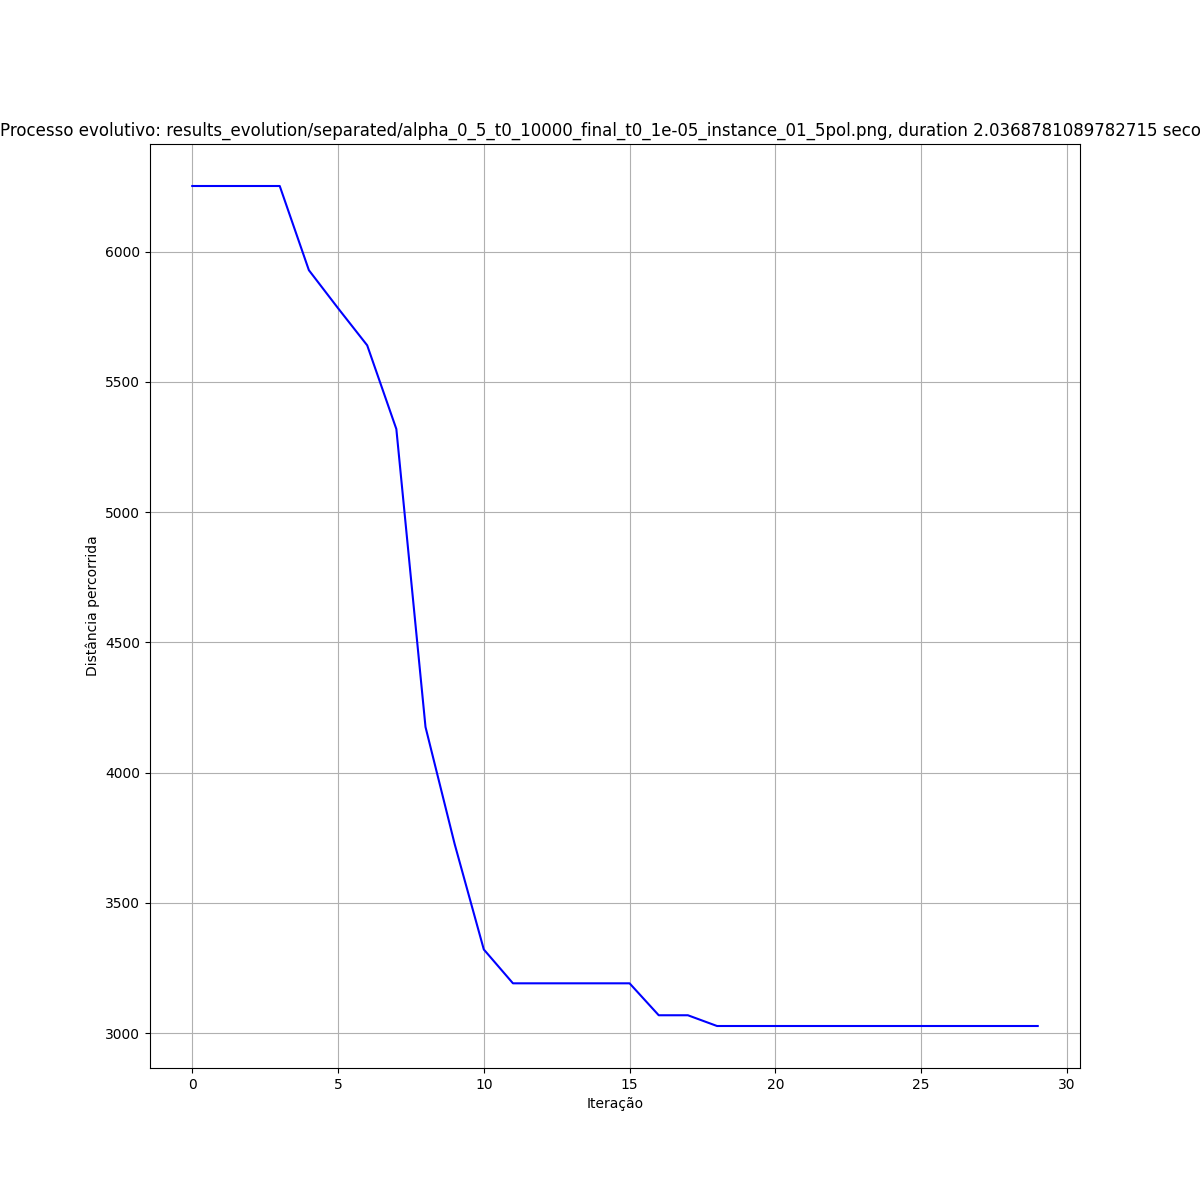 Processo evolutivo: results_evolution/separated/alpha_0_5_t0_10000_final_t0_1e-05_instance_01_5pol.png, duration 2.0368781089782715 seco
6000
5500
5000
4500
4000
3500
3000
Distância percorrida
0 5 10 15 20 25 30
Iteração